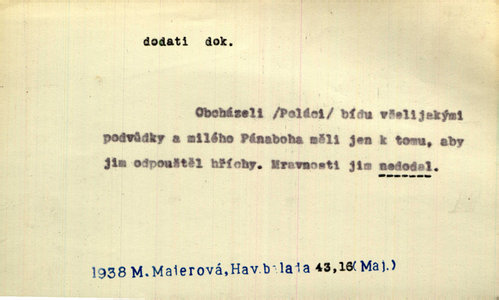 dodati dok.
Obcházeli /Poláci/ bídu všelijakými
podvůdky a milého Pánaboha měli jen k tomu, aby
jim odpouštěl hříchy. Mravnosti jim nedodal.
1938 M. Majerová, Hav.balada 43,16(Maj.)